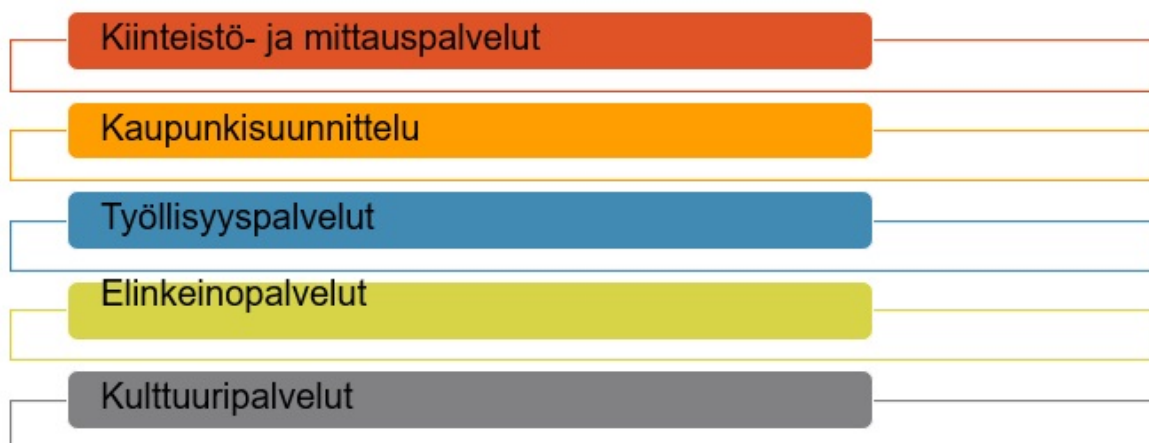 Kiinteistö- ja mittauspalvelut
Kaupunkisuunnittelu
Työllisyyspalvelut
Elinkeinopalvelut
Kulttuuripalvelut